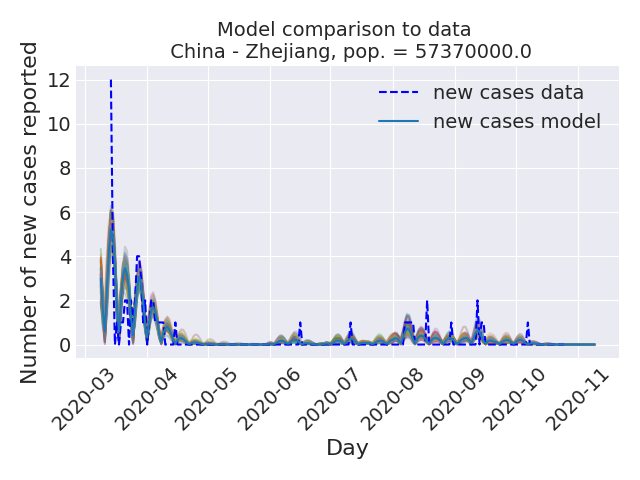 Model comparison to data
China - Zhejiang, pop. = 57370000.0
Number of new cases reported
12
10
8
6
4
2
0
new cases data
new cases model
2020-03
2020-04
2020-05
2020-06
2020-07
2020-08
2020-09
2020-10
2020-11
Day